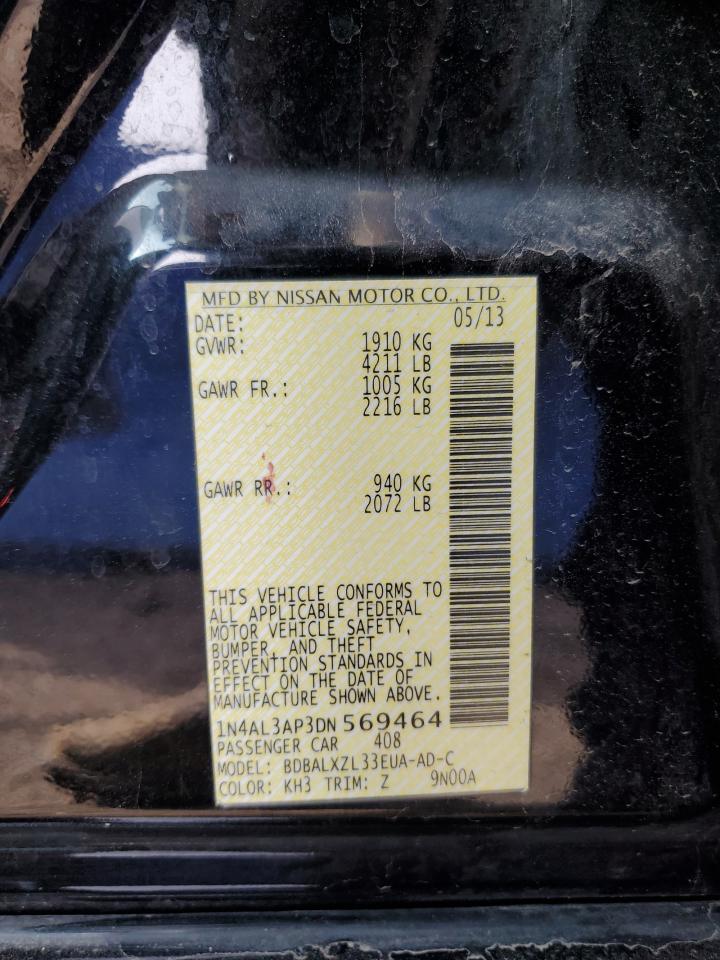 MFD BY NISSAN MOTOR CO., LTD.
DATE: 05/13
GVWR: 1910 KG
4211 LB
GAWR FR.: 1005 KG
2216 LB
GAWR RR.: 940 KG
2072 LB
THIS VEHICLE CONFORMS TO
ALL APPLICABLE FEDERAL
MOTOR VEHICLE SAFETY,
BUMPER, AND THEFT
PREVENTION STANDARDS IN
EFFECT ON THE DATE OF
MANUFACTURE SHOWN ABOVE.
1N4AL3AP3DN 569464
PASSENGER CAR 408
MODEL: BDBALXZL33EUA-AD-C
COLOR: KH3 TRIM: Z 9N00A